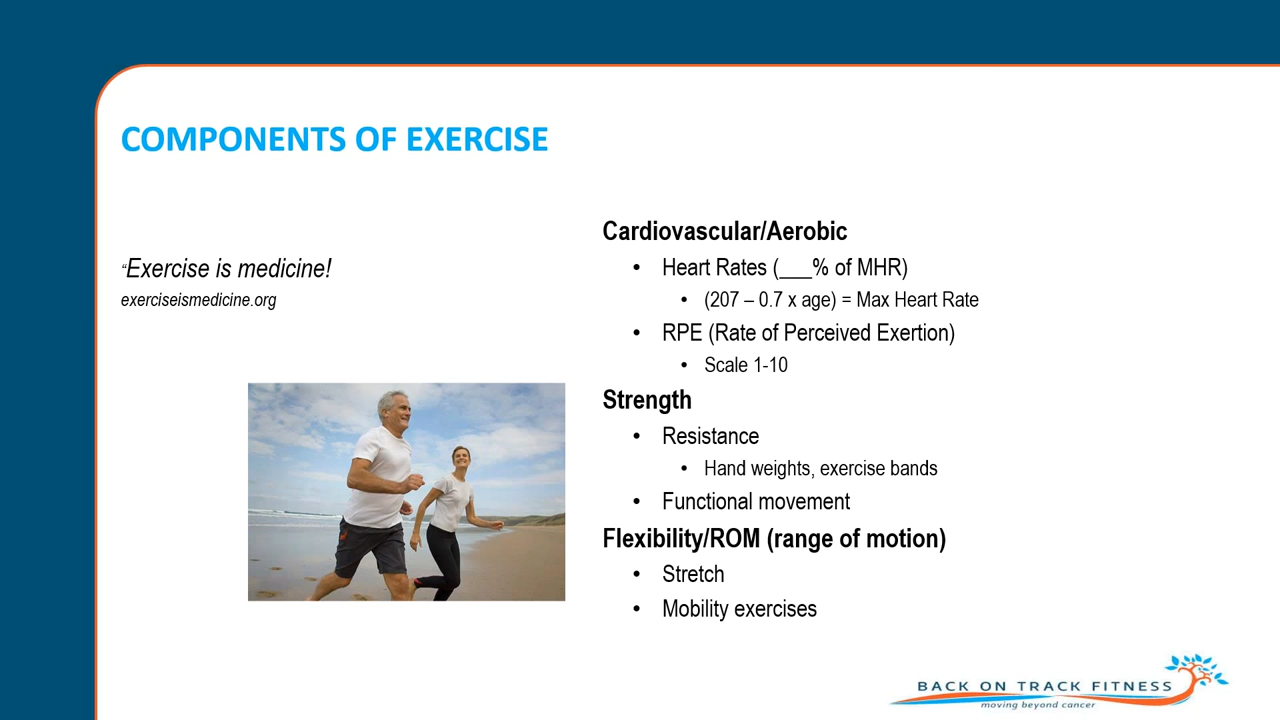 COMPONENTS OF EXERCISE
“Exercise is medicine!
exerciseismedicine.org
Cardiovascular/Aerobic
• Heart Rates (___% of MHR)
• (207 – 0.7 x age) = Max Heart Rate
• RPE (Rate of Perceived Exertion)
• Scale 1-10
Strength
• Resistance
• Hand weights, exercise bands
• Functional movement
Flexibility/ROM (range of motion)
• Stretch
• Mobility exercises
BACK ON TRACK FITNESS
moving beyond cancer